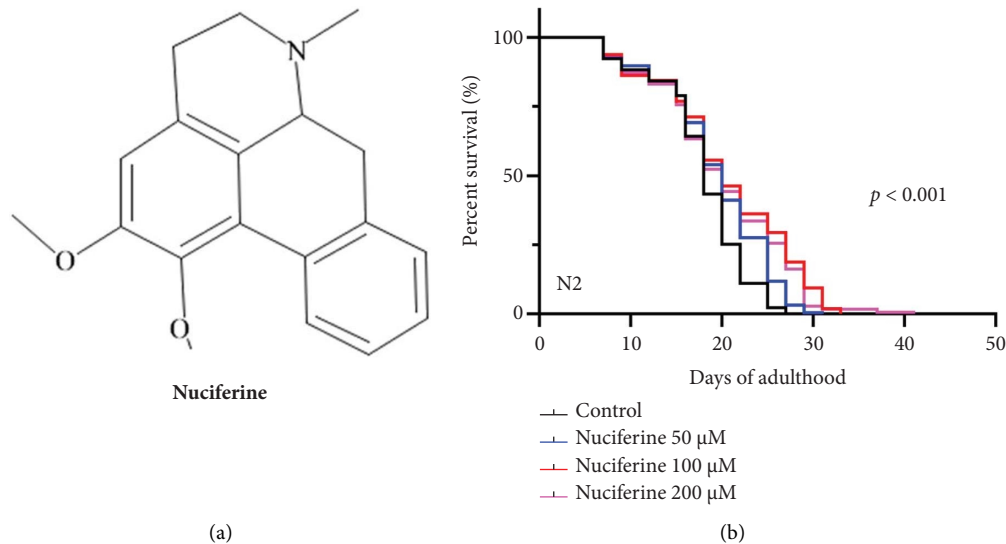 N
O
O
Nuciferine
(a)
Percent survival (%)
100
50
0
p < 0.001
N2
0 10 20 30 40 50
Days of adulthood
Control
Nuciferine 50 μM
Nuciferine 100 μM
Nuciferine 200 μM
(b)